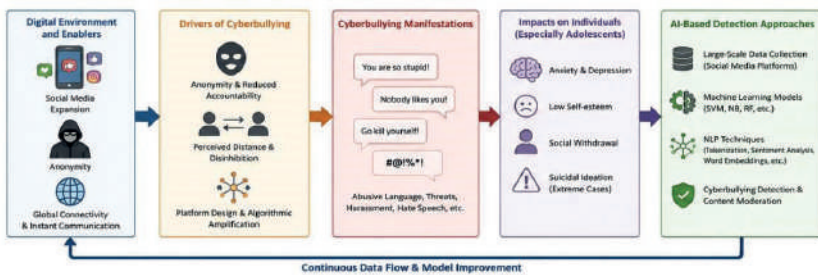 Digital Environment
and Enablers
Social Media
Expansion
Anonymity
Global Connectivity
& Instant Communication
Drivers of Cyberbullying
Anonymity & Reduced
Accountability
Perceived Distance &
Disinhibition
Platform Design & Algorithmic
Amplification
Cyberbullying Manifestations
You are so stupid!
Nobody likes you!
Go kill yourself!
#@!%*!
Abusive Language, Threats,
Harassment, Hate Speech, etc.
Impacts on Individuals
(Especially Adolescents)
Anxiety & Depression
Low Self-esteem
Social Withdrawal
Suicidal Ideation
(Extreme Cases)
AI-Based Detection Approaches
Large-Scale Data Collection
(Social Media Platforms)
Machine Learning Models
(SVM, NB, RF, etc.)
NLP Techniques
(Tokenization, Sentiment Analysis,
Word Embeddings, etc.)
Cyberbullying Detection &
Content Moderation
Continuous Data Flow & Model Improvement